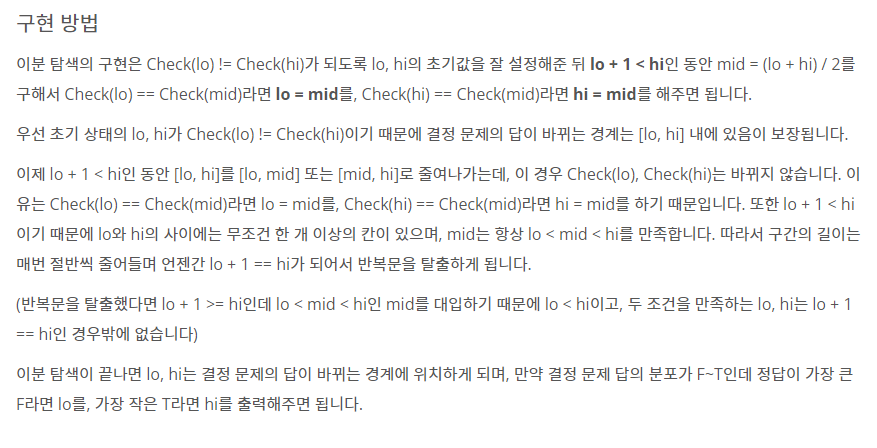 구현 방법
이분 탐색의 구현은 Check(lo) != Check(hi)가 되도록 lo, hi의 초기값을 잘 설정해준 뒤 lo + 1 < hi인 동안 mid = (lo + hi) / 2를
구해서 Check(lo) == Check(mid)라면 lo = mid를, Check(hi) == Check(mid)라면 hi = mid를 해주면 됩니다.
우선 초기 상태의 lo, hi가 Check(lo) != Check(hi)이기 때문에 결정 문제의 답이 바뀌는 경계는 [lo, hi] 내에 있음이 보장됩니다.
이제 lo + 1 < hi인 동안 [lo, hi]를 [lo, mid] 또는 [mid, hi]로 줄여나가는데, 이 경우 Check(lo), Check(hi)는 바뀌지 않습니다. 이
유는 Check(lo) == Check(mid)라면 lo = mid를, Check(hi) == Check(mid)라면 hi = mid를 하기 때문입니다. 또한 lo + 1 < hi
이기 때문에 lo와 hi의 사이에는 무조건 한 개 이상의 칸이 있으며, mid는 항상 lo < mid < hi를 만족합니다. 따라서 구간의 길이는
매번 절반씩 줄어들며 언젠간 lo + 1 == hi가 되어서 반복문을 탈출하게 됩니다.
(반복문을 탈출했다면 lo + 1 >= hi인데 lo < mid < hi인 mid를 대입하기 때문에 lo < hi이고, 두 조건을 만족하는 lo, hi는 lo + 1
== hi인 경우밖에 없습니다)
이분 탐색이 끝나면 lo, hi는 결정 문제의 답이 바뀌는 경계에 위치하게 되며, 만약 결정 문제 답의 분포가 F~T인데 정답이 가장 큰
F라면 lo를, 가장 작은 T라면 hi를 출력해주면 됩니다.